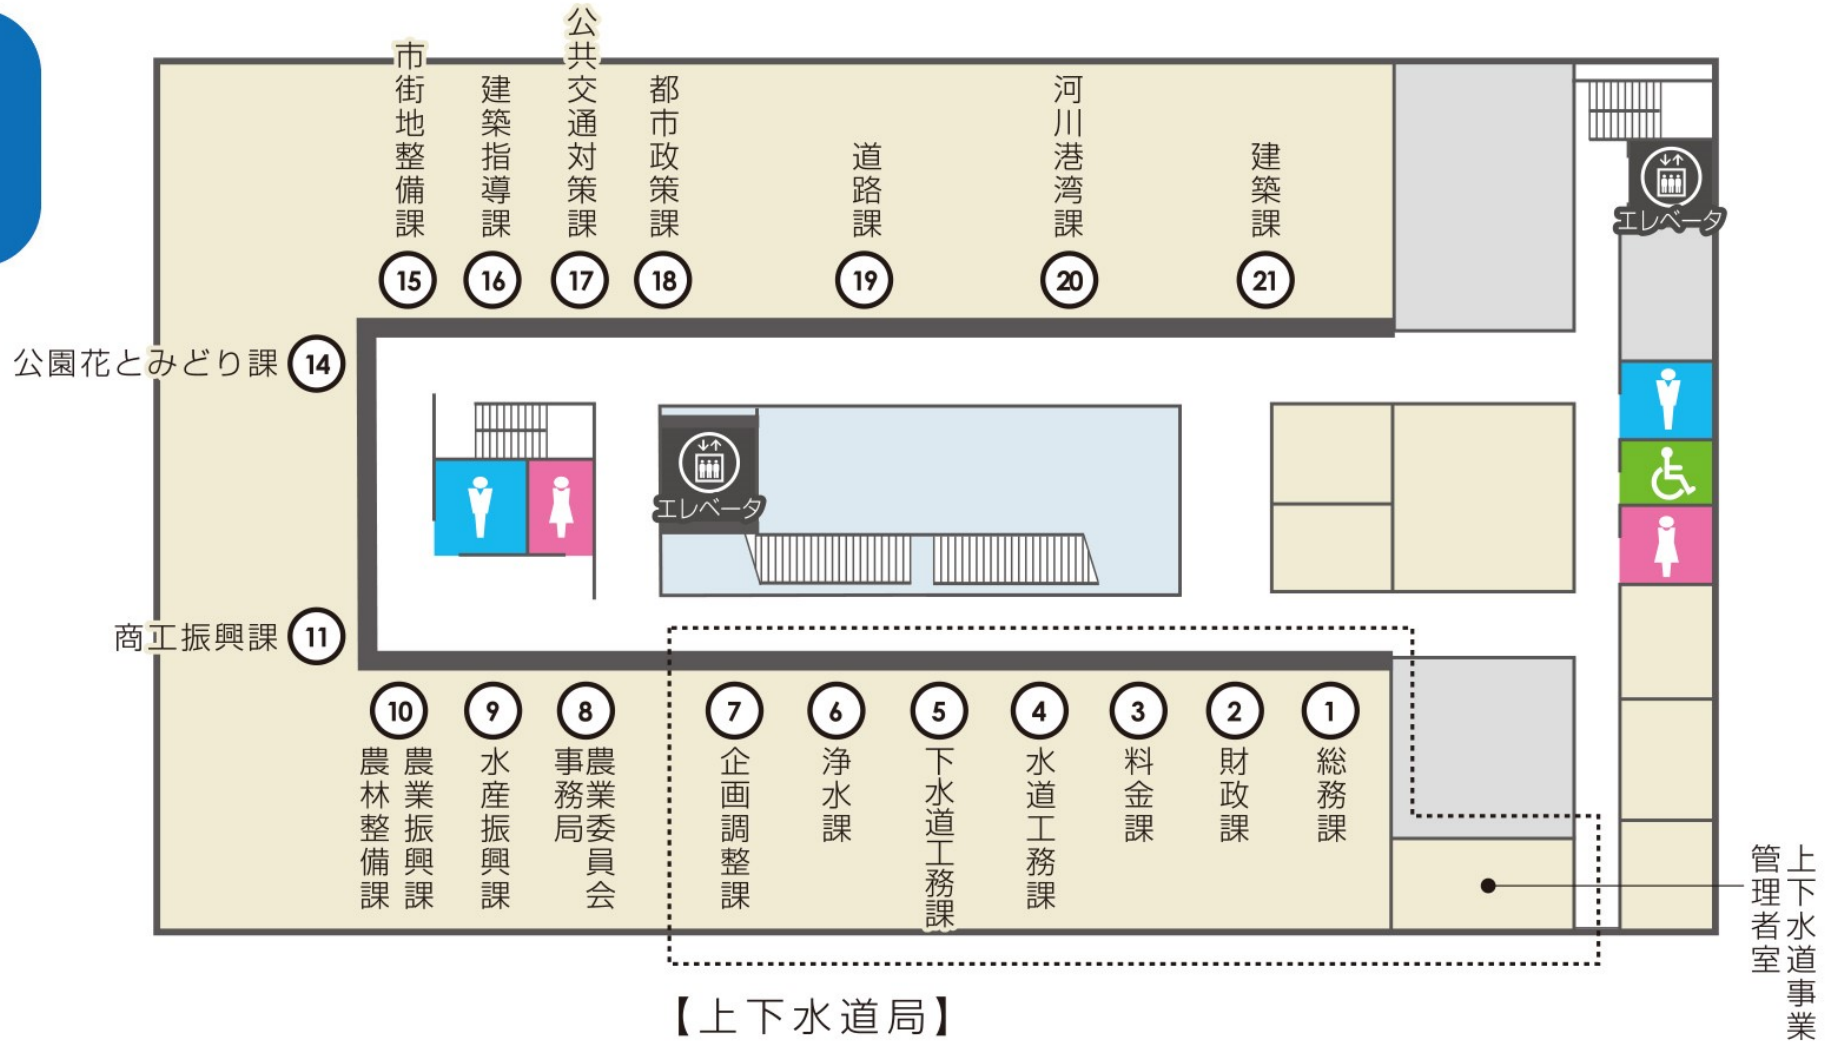 市街地整備課
建築指導課
公共交通対策課
都市政策課
道路課
河川港湾課
建築課
15
16
17
18
19
20
21
エレベータ
公園花とみどり課
14
エレベータ
商工振興課
11
10
9
8
7
6
5
4
3
2
1
農業振興課
農林整備課
水産振興課
農業委員会
事務局
企画調整課
浄水課
下水道工務課
水道工務課
料金課
財政課
総務課
上下水道事業
管理者室
【上下水道局】